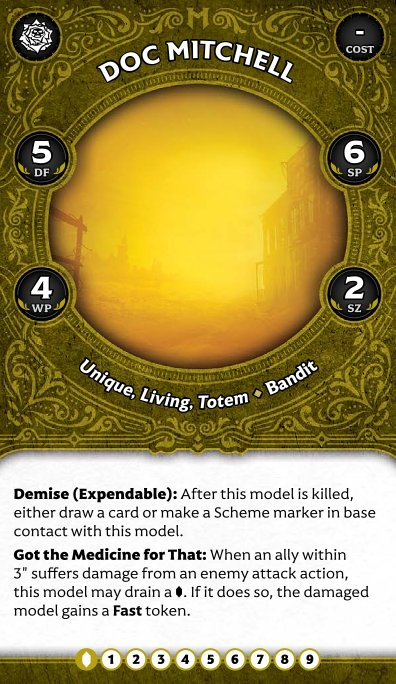 DOC MITCHELL
-
COST
5
DF
6
SP
4
WP
2
SZ
Unique, Living, Totem ⬩ Bandit
Demise (Expendable): After this model is killed,
either draw a card or make a Scheme marker in base
contact with this model.
Got the Medicine for That: When an ally within
3" suffers damage from an enemy attack action,
this model may drain a ⬮. If it does so, the damaged
model gains a Fast token.
1 2 3 4 5 6 7 8 9